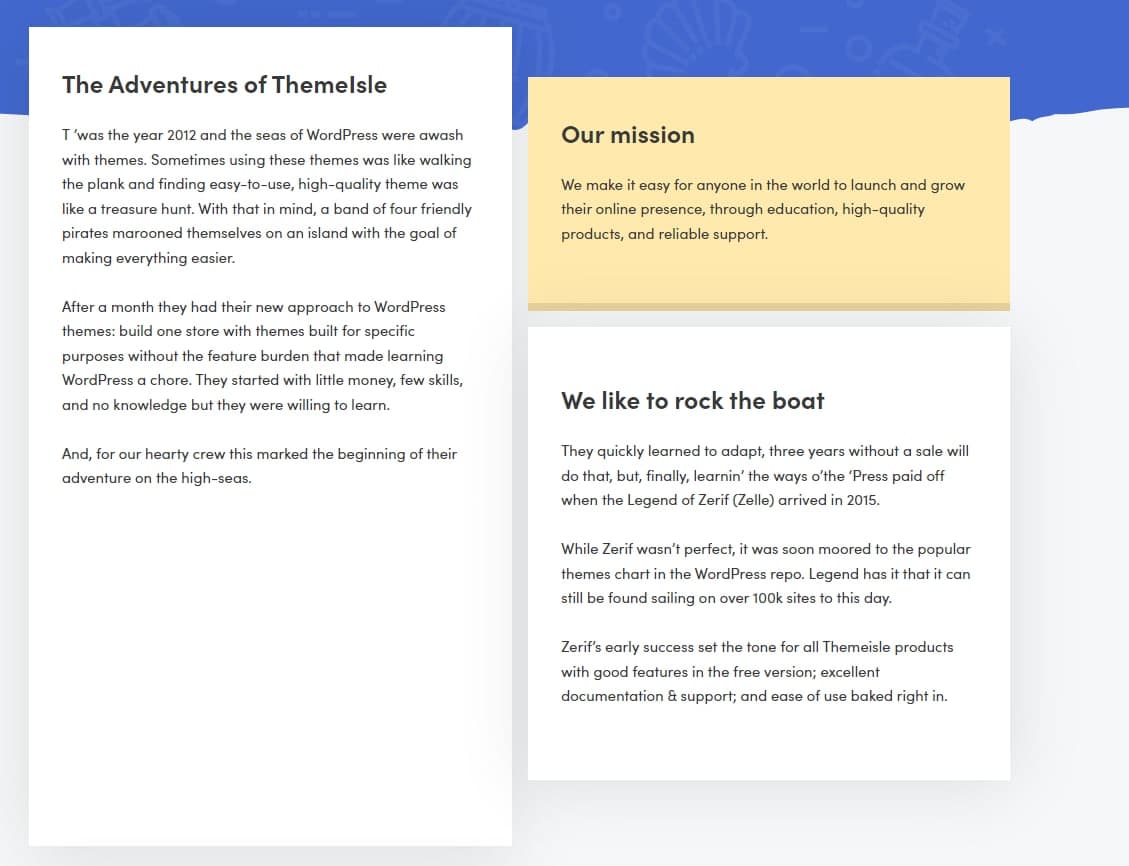 The Adventures of ThemeIsle
T ’was the year 2012 and the seas of WordPress were awash
with themes. Sometimes using these themes was like walking
the plank and finding easy-to-use, high-quality theme was
like a treasure hunt. With that in mind, a band of four friendly
pirates marooned themselves on an island with the goal of
making everything easier.
After a month they had their new approach to WordPress
themes: build one store with themes built for specific
purposes without the feature burden that made learning
WordPress a chore. They started with little money, few skills,
and no knowledge but they were willing to learn.
And, for our hearty crew this marked the beginning of their
adventure on the high-seas.
Our mission
We make it easy for anyone in the world to launch and grow
their online presence, through education, high-quality
products, and reliable support.
We like to rock the boat
They quickly learned to adapt, three years without a sale will
do that, but, finally, learnin’ the ways o’the ‘Press paid off
when the Legend of Zerif (Zelle) arrived in 2015.
While Zerif wasn’t perfect, it was soon moored to the popular
themes chart in the WordPress repo. Legend has it that it can
still be found sailing on over 100k sites to this day.
Zerif’s early success set the tone for all Themeisle products
with good features in the free version; excellent
documentation & support; and ease of use baked right in.